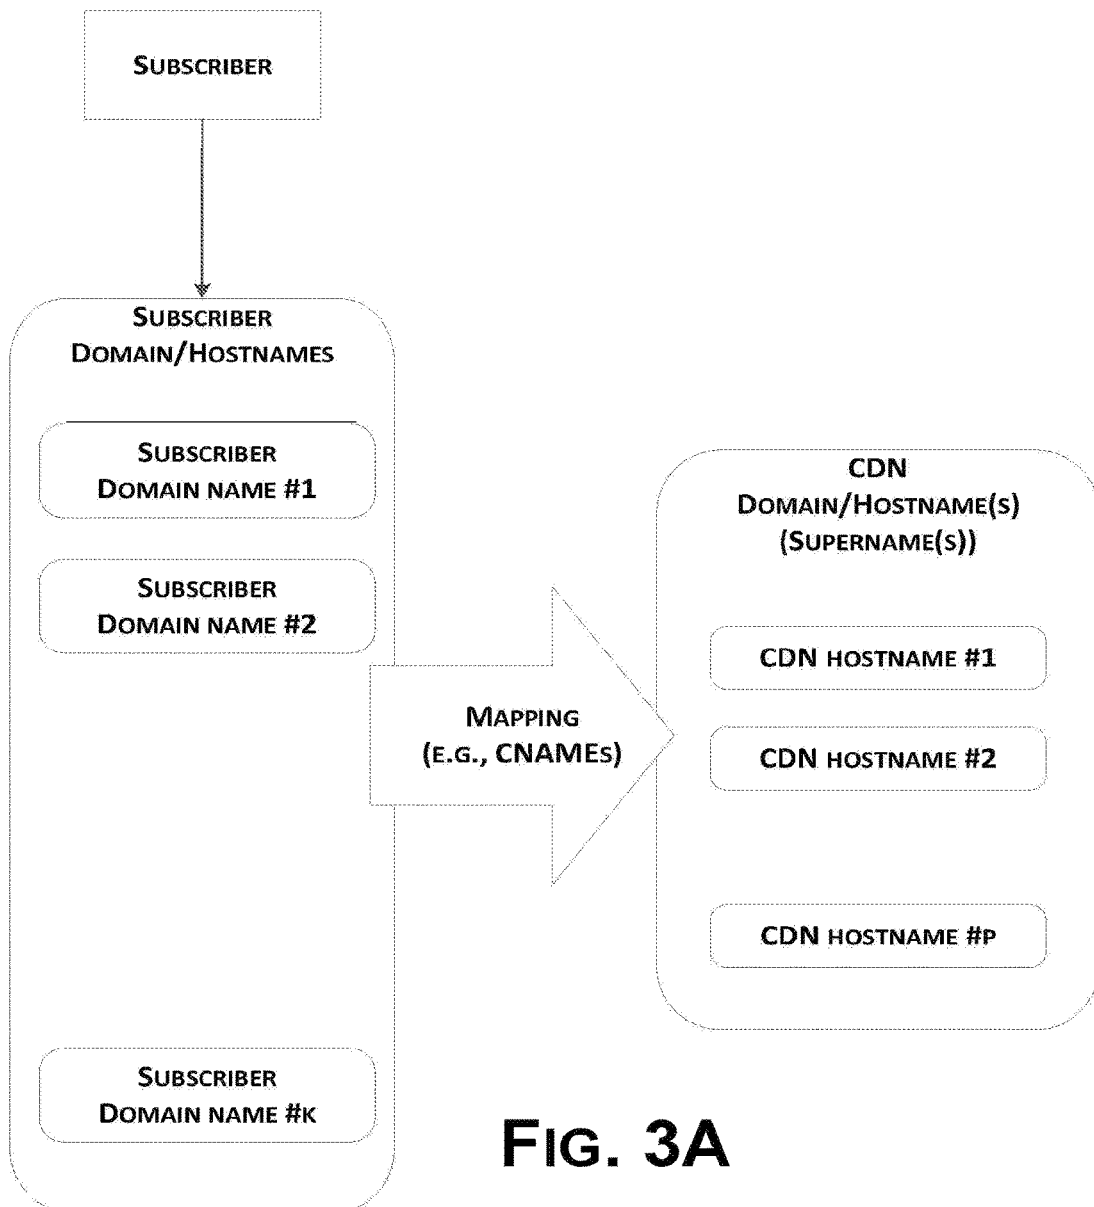 SUBSCRIBER
SUBSCRIBER
DOMAIN/HOSTNAMES
SUBSCRIBER
DOMAIN NAME #1
SUBSCRIBER
DOMAIN NAME #2
SUBSCRIBER
DOMAIN NAME #K
MAPPING
(E.G., CNAMES)
CDN
DOMAIN/HOSTNAME(S)
(SUPERNAME(S))
CDN HOSTNAME #1
CDN HOSTNAME #2
CDN HOSTNAME #P
FIG. 3A